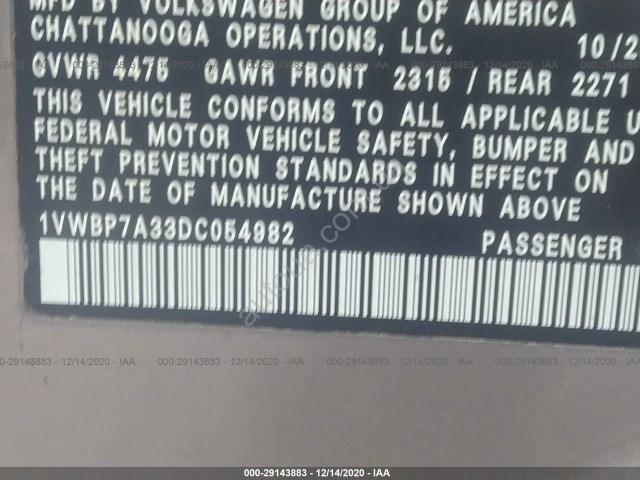 MFD BY VOLKSWAGEN GROUP OF AMERICA
CHATTANOOGA OPERATIONS, LLC. 10/2
GVWR 4475 GAWR FRONT 2315 / REAR 2271
THIS VEHICLE CONFORMS TO ALL APPLICABLE U
FEDERAL MOTOR VEHICLE SAFETY, BUMPER AND
THEFT PREVENTION STANDARDS IN EFFECT ON
THE DATE OF MANUFACTURE SHOWN ABOVE
1VWBP7A33DC054982 PASSENGER
000-29143883 - 12/14/2020 - IAA